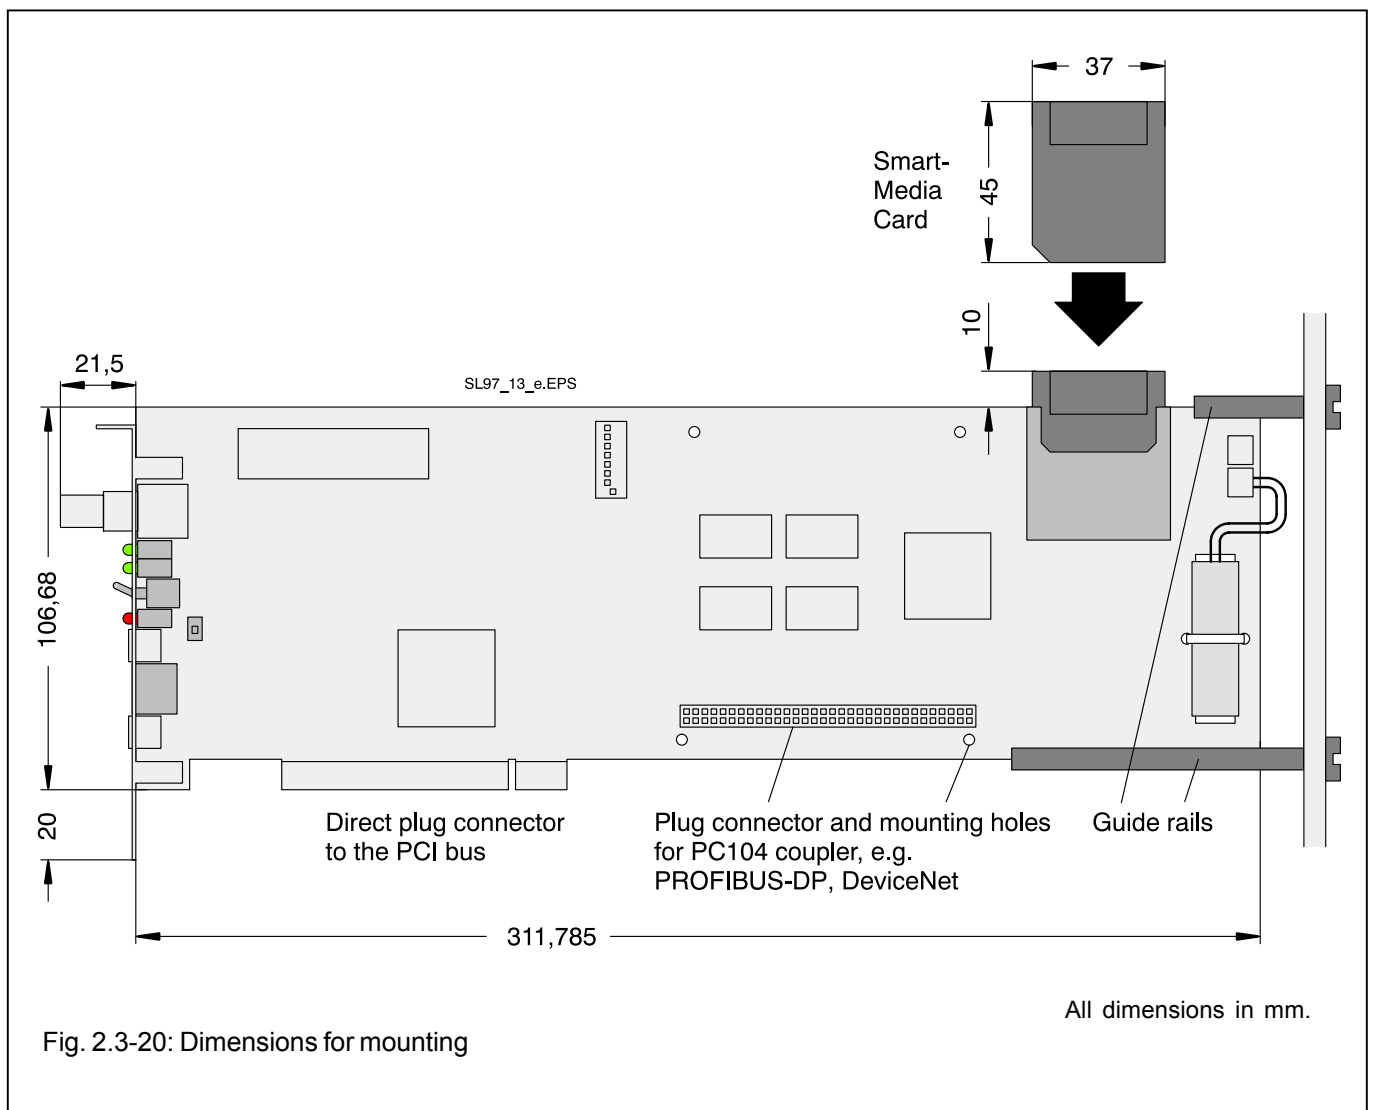 37
Smart-
Media
Card
45
10
21,5
SL97_13_e.EPS
106,68
20
Direct plug connector
to the PCI bus
Plug connector and mounting holes
for PC104 coupler, e.g.
PROFIBUS-DP, DeviceNet
Guide rails
311,785
All dimensions in mm.
Fig. 2.3-20: Dimensions for mounting